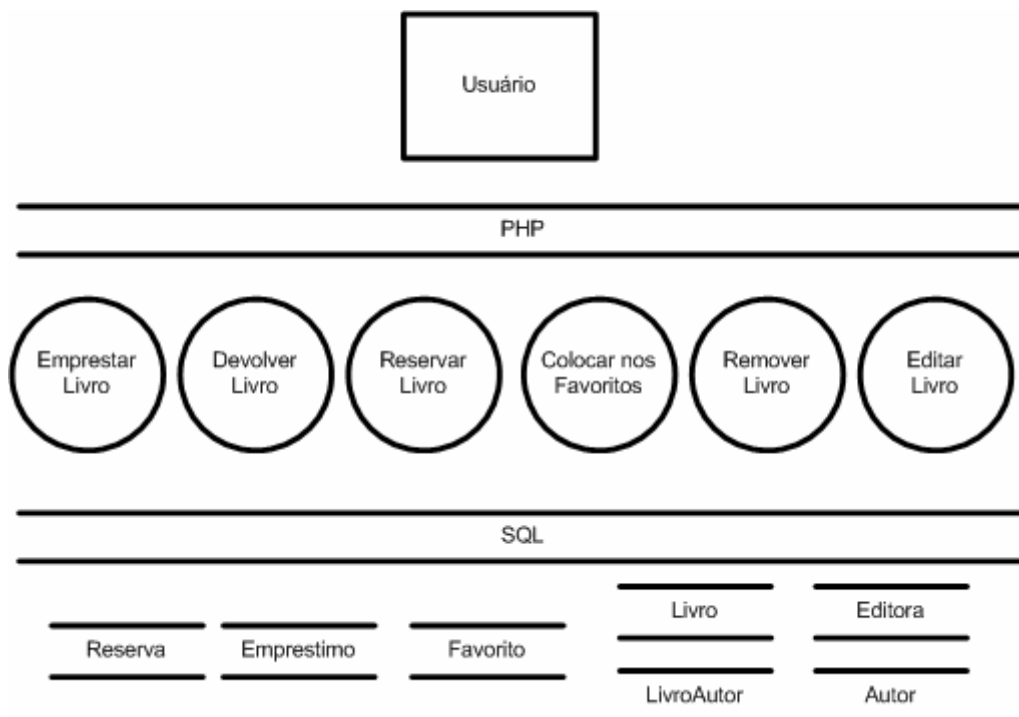 Usuário
PHP
Emprestar
Livro
Devolver
Livro
Reservar
Livro
Colocar nos
Favoritos
Remover
Livro
Editar
Livro
SQL
Reserva
Emprestimo
Favorito
Livro
Editora
LivroAutor
Autor